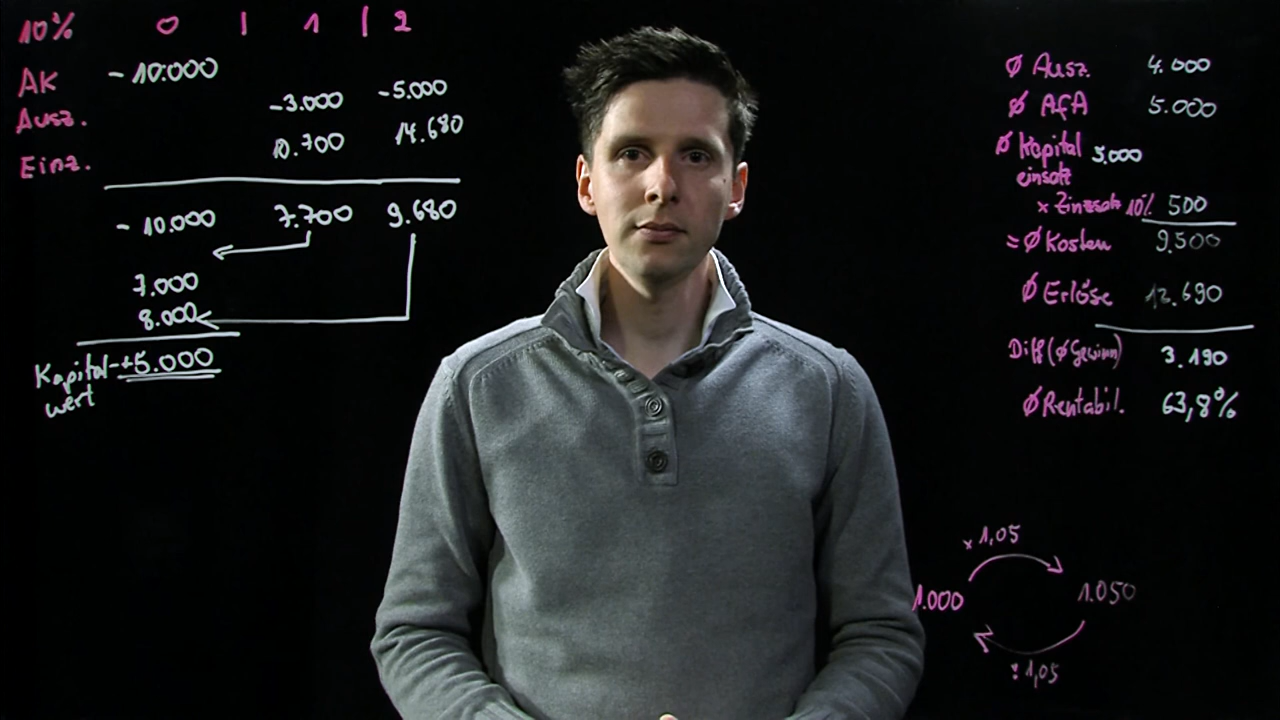 10% 0 | 1 | 2
AK -10.000
Ausz. -3.000 -5.000
Einz. 10.700 14.680
-10.000 7.700 9.680
7.000
8.000
Kapital- +5.000
wert
Ø Ausz. 4.000
Ø AfA 5.000
Ø Kapital 5.000
einsatz
x Zinssatz 10% 500
= Ø Kosten 9.500
Ø Erlöse 12.690
Diff (Ø Gewinn) 3.190
Ø Rentabil. 63,8%
x 1,05
1.000 1.050
: 1,05